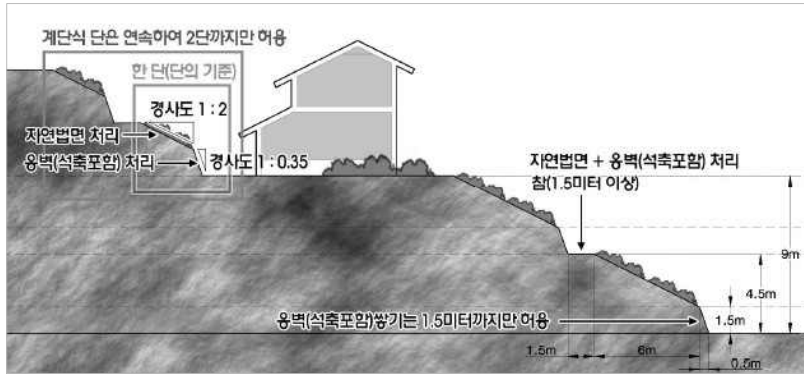 계단식 단은 연속하여 2단까지만 허용
한 단(단의 기준)
경사도 1 : 2
자연법면 처리
옹벽(석축포함) 처리
경사도 1 : 0.35
자연법면 + 옹벽(석축포함) 처리
참(1.5미터 이상)
9m
4.5m
옹벽(석축포함)쌓기는 1.5미터까지만 허용
1.5m
1.5m
6m
0.5m